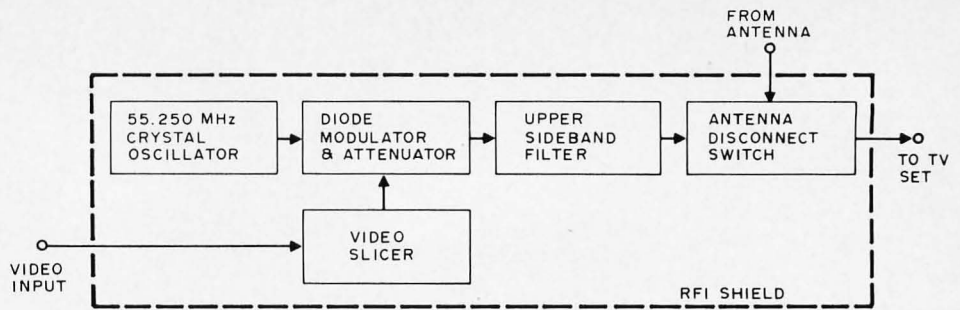 FROM
ANTENNA
55.250 MHz
CRYSTAL
OSCILLATOR
DIODE
MODULATOR
& ATTENUATOR
UPPER
SIDEBAND
FILTER
ANTENNA
DISCONNECT
SWITCH
TO TV
SET
VIDEO
SLICER
VIDEO
INPUT
RFI SHIELD